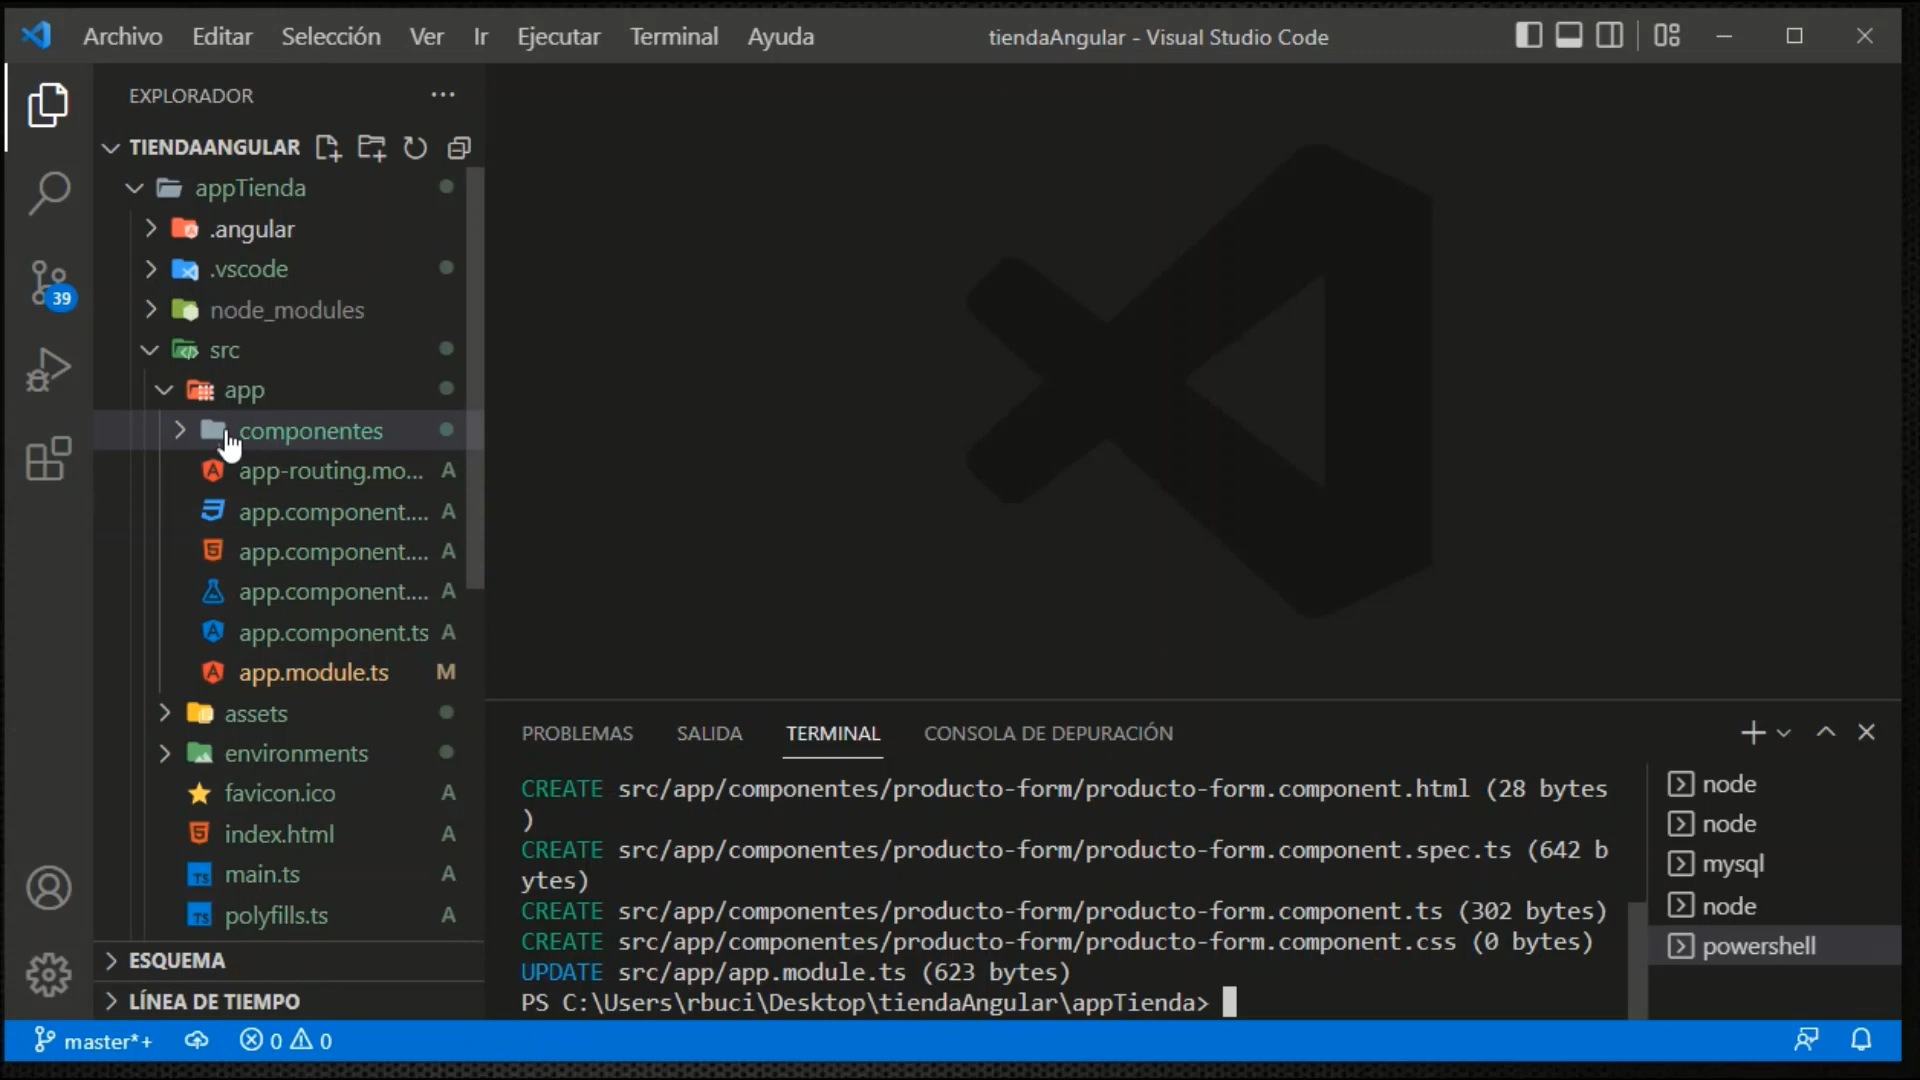 Archivo Editar Selección Ver Ir Ejecutar Terminal Ayuda tiendaAngular - Visual Studio Code
EXPLORADOR
TIENDAANGULAR
appTienda
.angular
.vscode
39
node_modules
src
app
componentes
app-routing.mo... A
app.component.... A
app.component.... A
app.component.... A
app.component.ts A
app.module.ts M
assets
environments
favicon.ico A
index.html A
main.ts A
polyfills.ts A
ESQUEMA
LÍNEA DE TIEMPO
PROBLEMAS SALIDA TERMINAL CONSOLA DE DEPURACIÓN
CREATE src/app/componentes/producto-form/producto-form.component.html (28 bytes
)
CREATE src/app/componentes/producto-form/producto-form.component.spec.ts (642 b
ytes)
CREATE src/app/componentes/producto-form/producto-form.component.ts (302 bytes)
CREATE src/app/componentes/producto-form/producto-form.component.css (0 bytes)
UPDATE src/app/app.module.ts (623 bytes)
PS C:\Users\rbuci\Desktop\tiendaAngular\appTienda>
node
node
mysql
node
powershell
master*+ 0 0